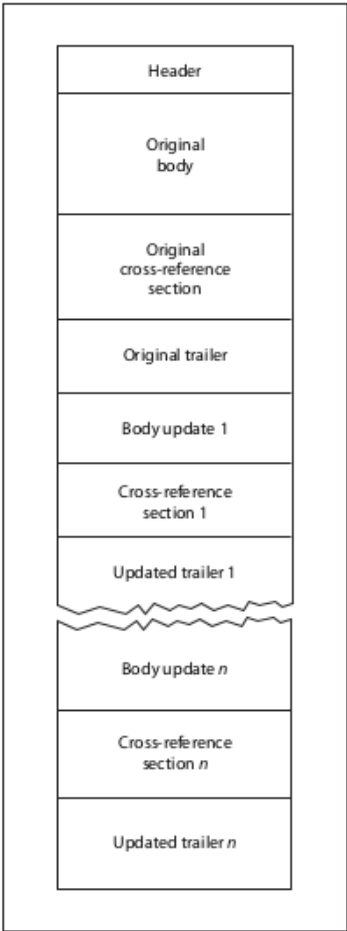 Header
Original
body
Original
cross-reference
section
Original trailer
Body update 1
Cross-reference
section 1
Updated trailer 1
Body update n
Cross-reference
section n
Updated trailer n